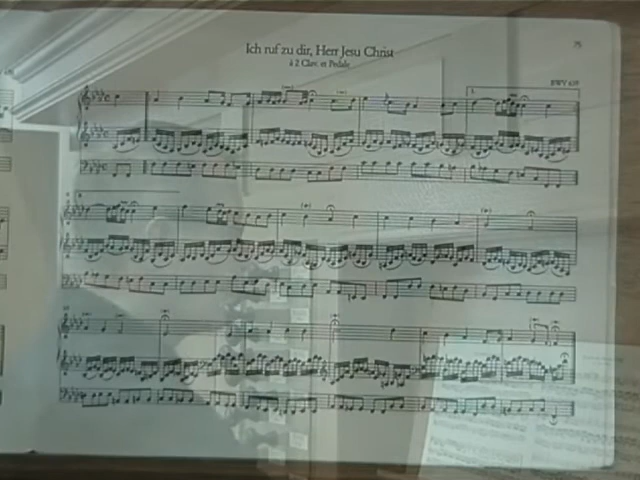 Ich ruf zu dir, Herr Jesu Christ
75
à 2 Clav. et Pedale
BWV 639